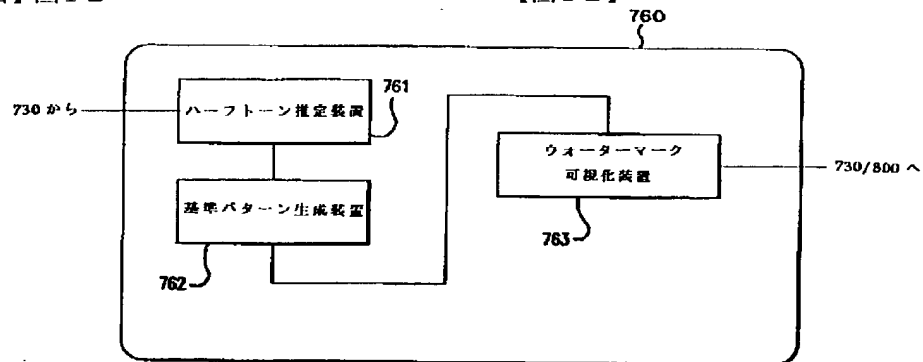 760
730 から
ハーフトーン推定装置
761
基準パターン生成装置
762
ウォーターマーク
可視化装置
763
730/800 へ